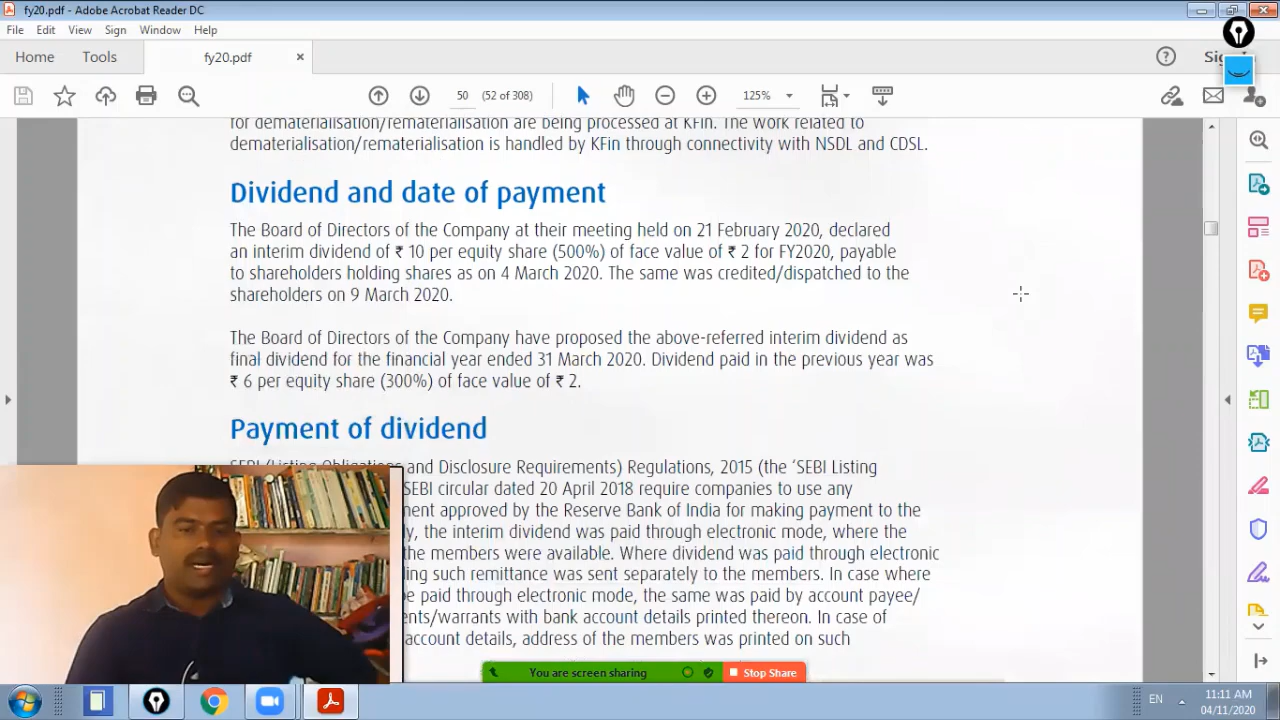 fy20.pdf - Adobe Acrobat Reader DC
File Edit View Sign Window Help
Home Tools fy20.pdf ×
50 (52 of 308) 125%
for dematerialisation/rematerialisation are being processed at KFin. The work related to
dematerialisation/rematerialisation is handled by KFin through connectivity with NSDL and CDSL.
Dividend and date of payment
The Board of Directors of the Company at their meeting held on 21 February 2020, declared
an interim dividend of ₹ 10 per equity share (500%) of face value of ₹ 2 for FY2020, payable
to shareholders holding shares as on 4 March 2020. The same was credited/dispatched to the
shareholders on 9 March 2020.
The Board of Directors of the Company have proposed the above-referred interim dividend as
final dividend for the financial year ended 31 March 2020. Dividend paid in the previous year was
₹ 6 per equity share (300%) of face value of ₹ 2.
Payment of dividend
SEBI (Listing Obligations and Disclosure Requirements) Regulations, 2015 (the ‘SEBI Listing
SEBI circular dated 20 April 2018 require companies to use any
approved by the Reserve Bank of India for making payment to the
the interim dividend was paid through electronic mode, where the
the members were available. Where dividend was paid through electronic
such remittance was sent separately to the members. In case where
paid through electronic mode, the same was paid by account payee/
warrants with bank account details printed thereon. In case of
account details, address of the members was printed on such
You are screen sharing Stop Share
EN 11:11 AM
04/11/2020